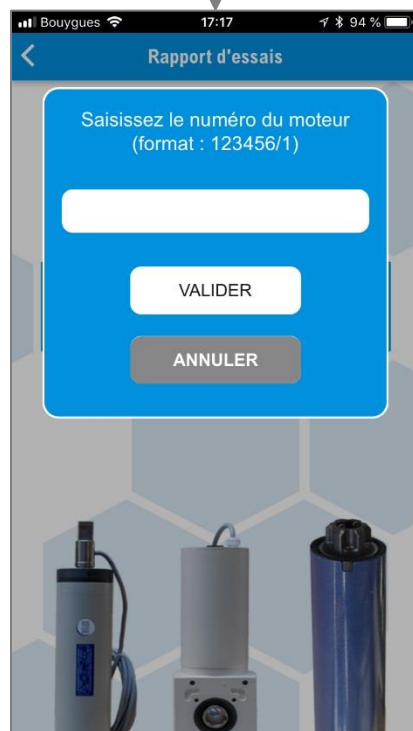 Bouygues 17:17 94 %
Rapport d'essais
Saisissez le numéro du moteur
(format : 123456/1)
VALIDER
ANNULER